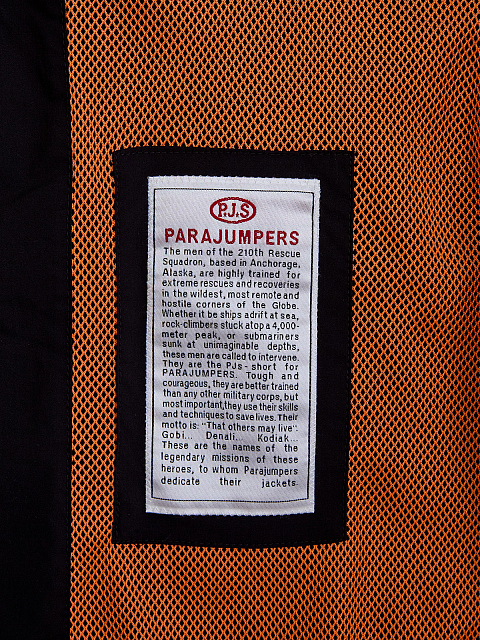 P.J.S
PARAJUMPERS
The men of the 210th Rescue
Squadron, based in Anchorage,
Alaska, are highly trained for
extreme rescues and recoveries
in the wildest, most remote and
hostile corners of the Globe.
Whether it be ships adrift at sea,
rock-climbers stuck atop a 4,000-
meter peak, or submariners
sunk at unimaginable depths,
these men are called to intervene.
They are the PJs - short for
PARAJUMPERS. Tough and
courageous, they are better trained
than any other military corps, but
most important,they use their skills
and techniques to save lives. Their
motto is: "That others may live".
Gobi... Denali... Kodiak...
These are the names of the
legendary missions of these
heroes, to whom Parajumpers
dedicate their jackets.